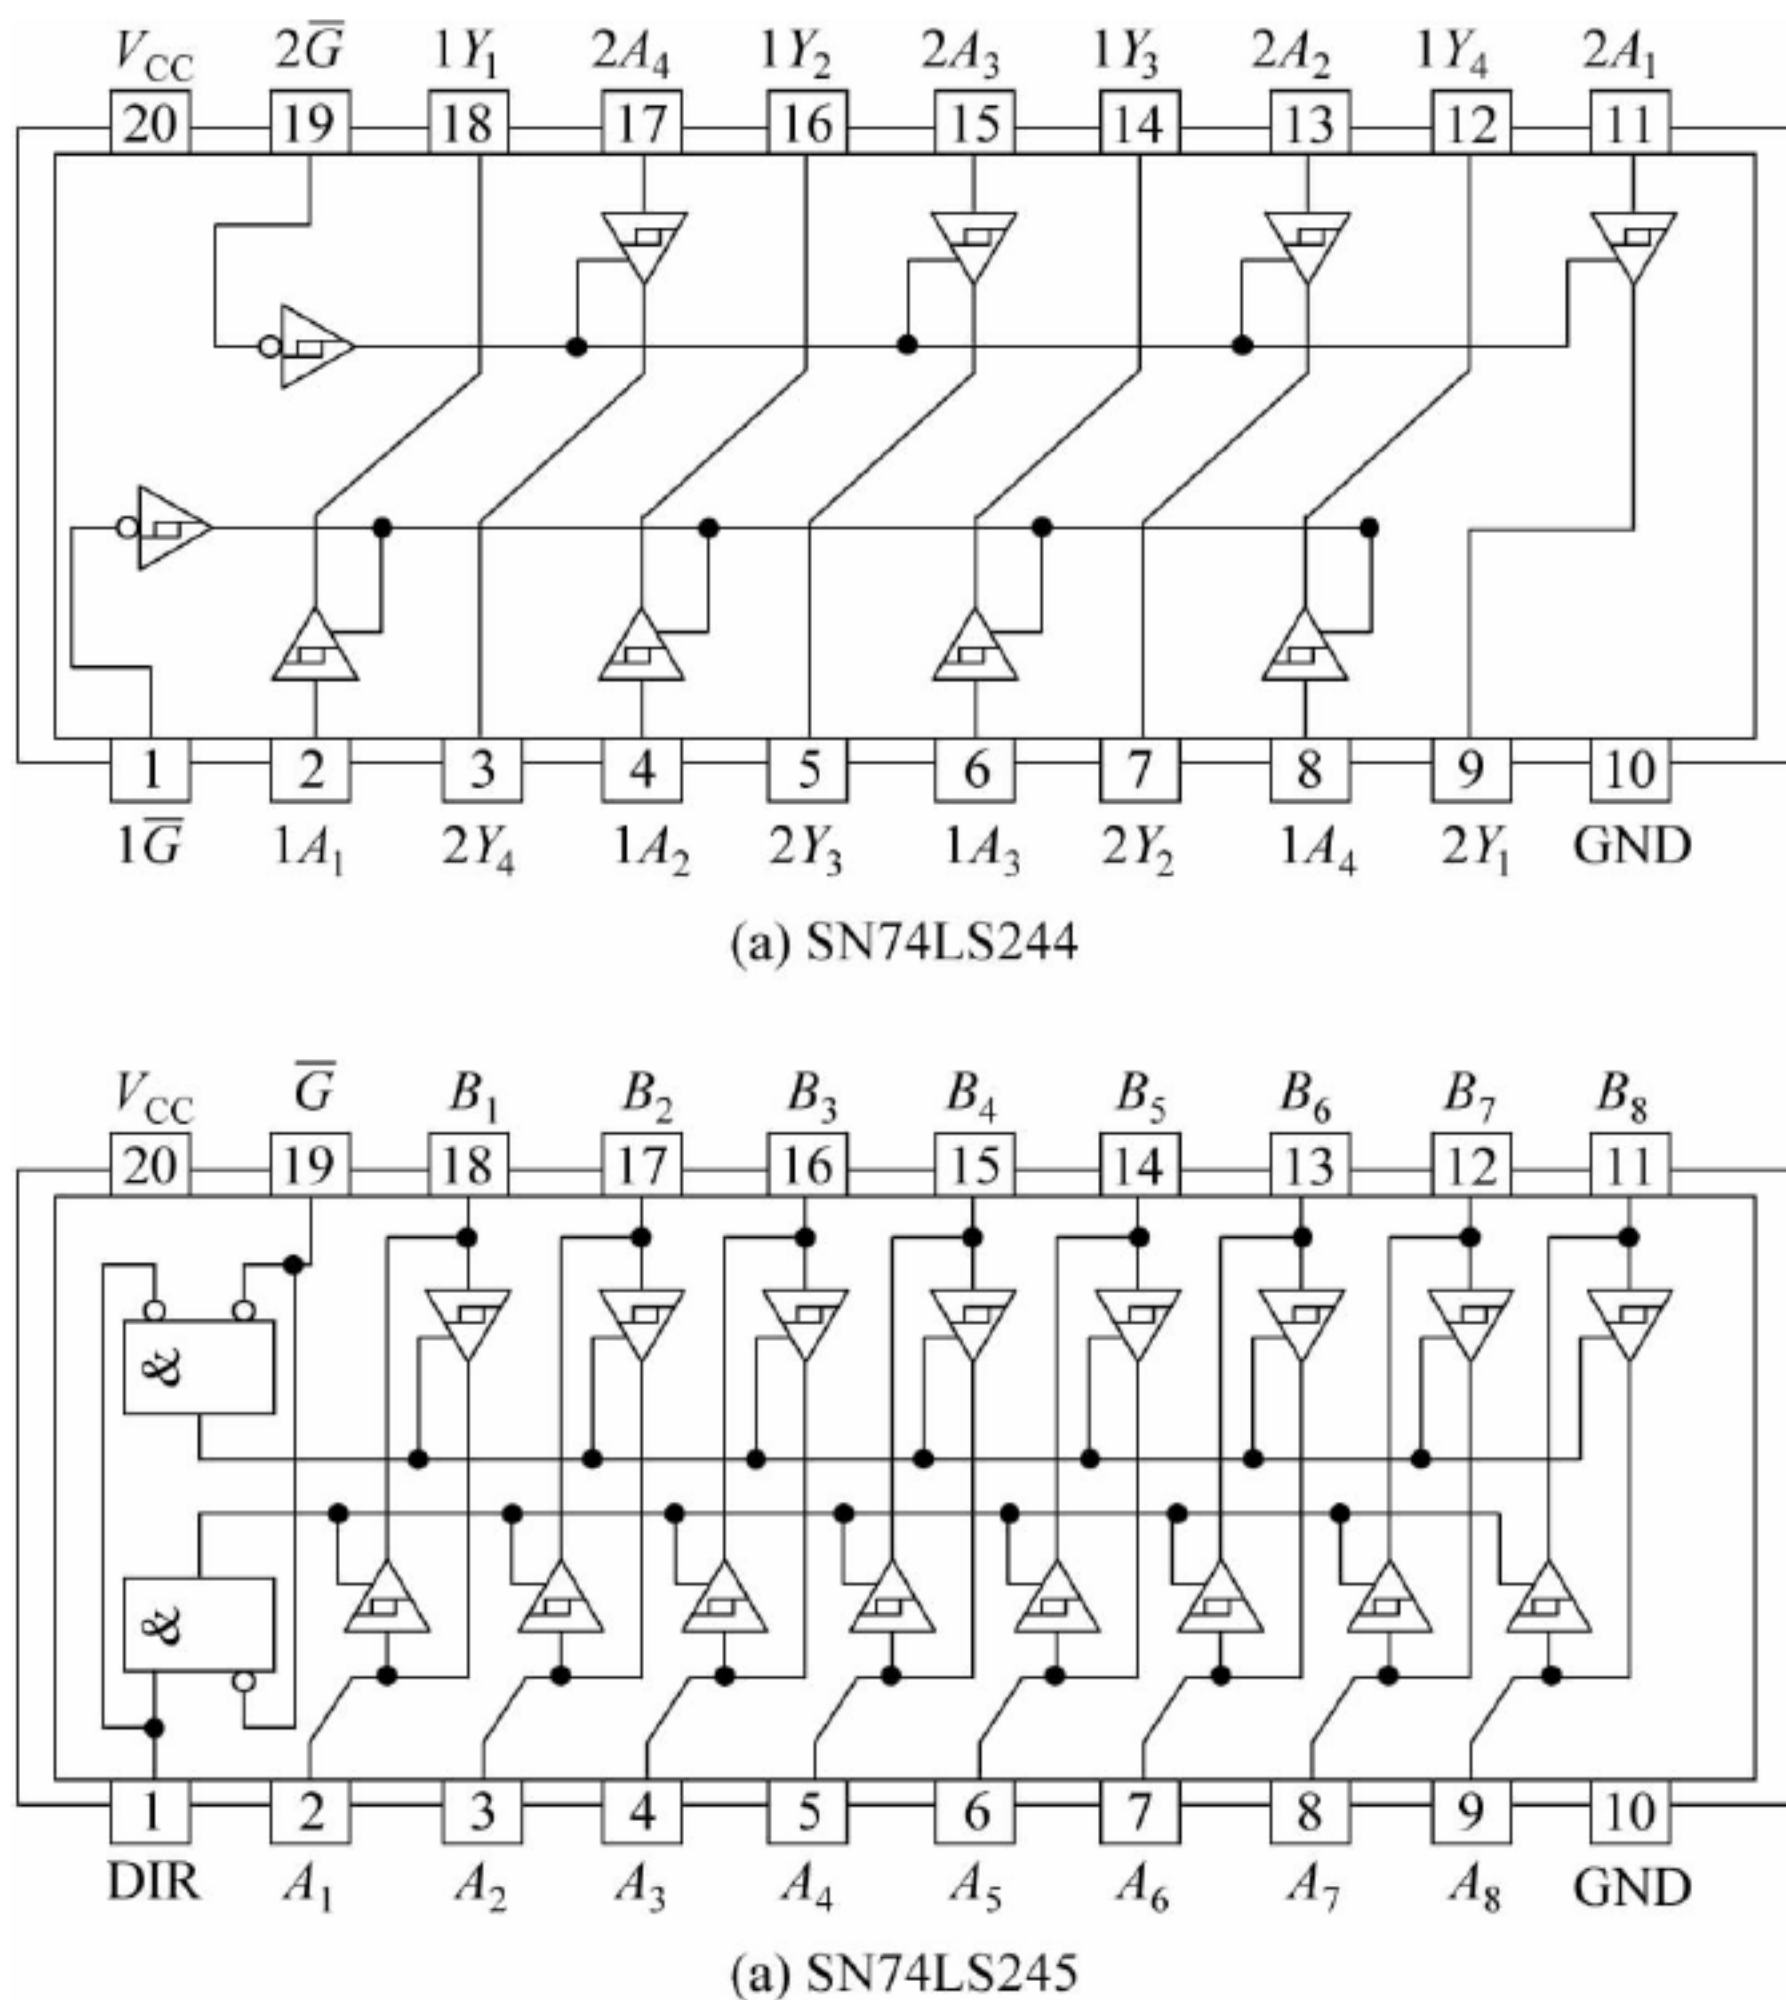 V_CC 2G̅ 1Y₁ 2A₄ 1Y₂ 2A₃ 1Y₃ 2A₂ 1Y₄ 2A₁
20 19 18 17 16 15 14 13 12 11
1 2 3 4 5 6 7 8 9 10
1G̅ 1A₁ 2Y₄ 1A₂ 2Y₃ 1A₃ 2Y₂ 1A₄ 2Y₁ GND
(a) SN74LS244
V_CC G̅ B₁ B₂ B₃ B₄ B₅ B₆ B₇ B₈
20 19 18 17 16 15 14 13 12 11
&
&
1 2 3 4 5 6 7 8 9 10
DIR A₁ A₂ A₃ A₄ A₅ A₆ A₇ A₈ GND
(a) SN74LS245